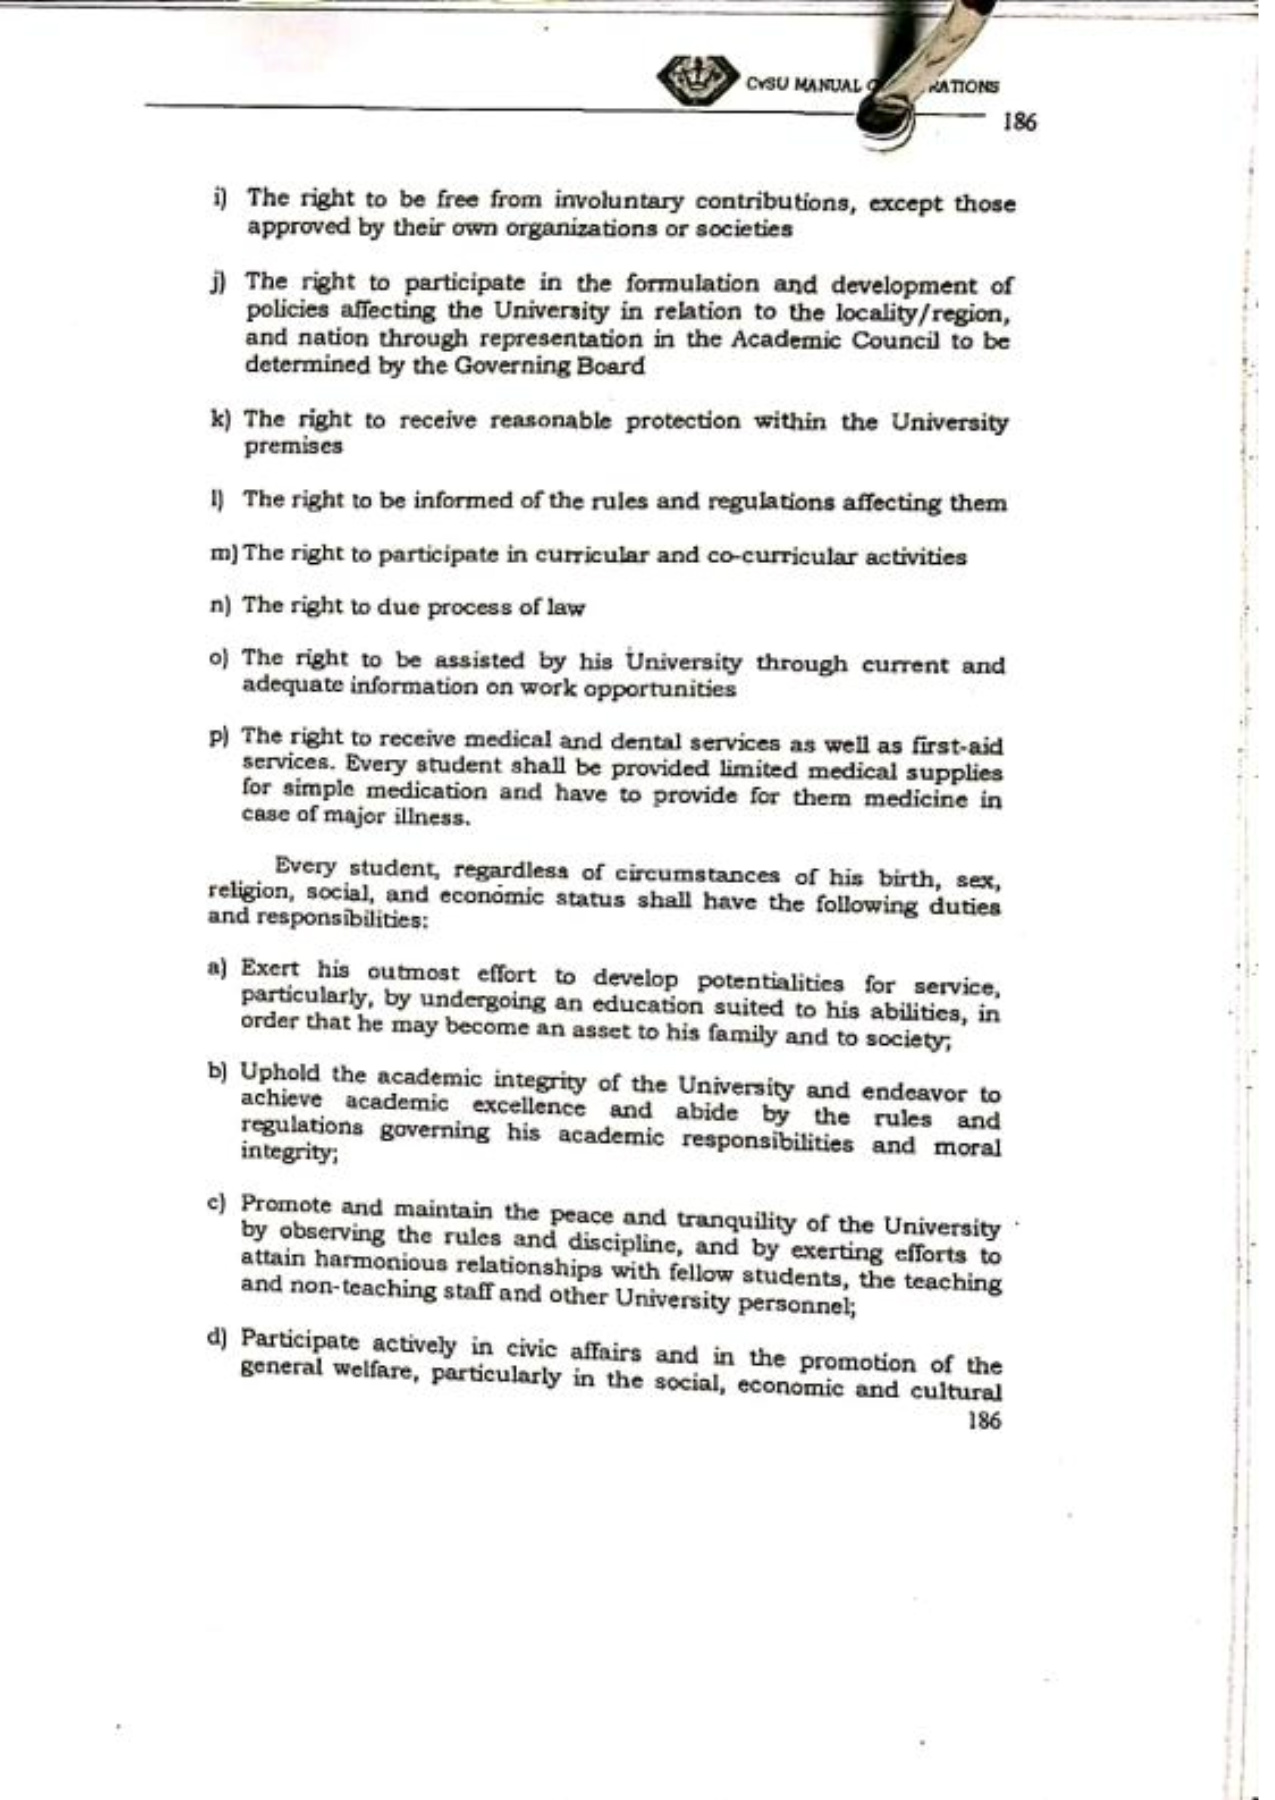 CvSU MANUAL RATIONS
186
i) The right to be free from involuntary contributions, except those
approved by their own organizations or societies
j) The right to participate in the formulation and development of
policies affecting the University in relation to the locality/region,
and nation through representation in the Academic Council to be
determined by the Governing Board
k) The right to receive reasonable protection within the University
premises
l) The right to be informed of the rules and regulations affecting them
m) The right to participate in curricular and co-curricular activities
n) The right to due process of law
o) The right to be assisted by his University through current and
adequate information on work opportunities
p) The right to receive medical and dental services as well as first-aid
services. Every student shall be provided limited medical supplies
for simple medication and have to provide for them medicine in
case of major illness.
Every student, regardless of circumstances of his birth, sex,
religion, social, and economic status shall have the following duties
and responsibilities:
a) Exert his outmost effort to develop potentialities for service,
particularly, by undergoing an education suited to his abilities, in
order that he may become an asset to his family and to society;
b) Uphold the academic integrity of the University and endeavor to
achieve academic excellence and abide by the rules and
regulations governing his academic responsibilities and moral
integrity;
c) Promote and maintain the peace and tranquility of the University
by observing the rules and discipline, and by exerting efforts to
attain harmonious relationships with fellow students, the teaching
and non-teaching staff and other University personnel;
d) Participate actively in civic affairs and in the promotion of the
general welfare, particularly in the social, economic and cultural
186